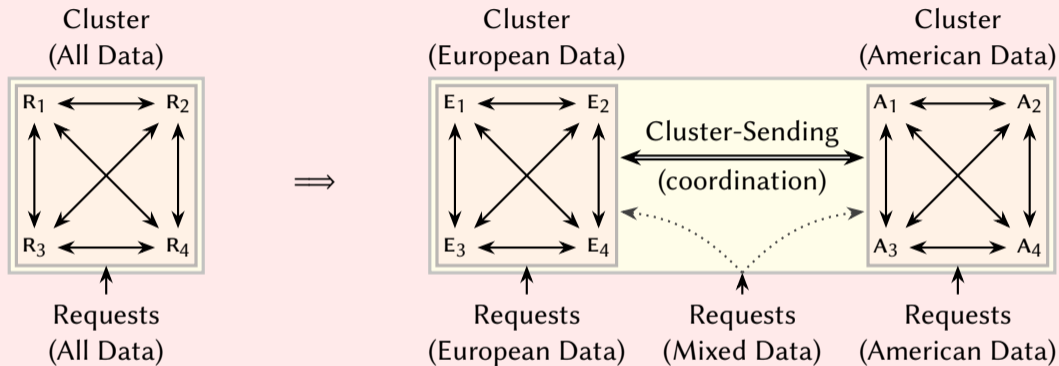 Cluster
(All Data)
R1 R2
R3 R4
Requests
(All Data)
⟹
Cluster
(European Data)
E1 E2
E3 E4
Requests
(European Data)
Cluster-Sending
(coordination)
Requests
(Mixed Data)
Cluster
(American Data)
A1 A2
A3 A4
Requests
(American Data)